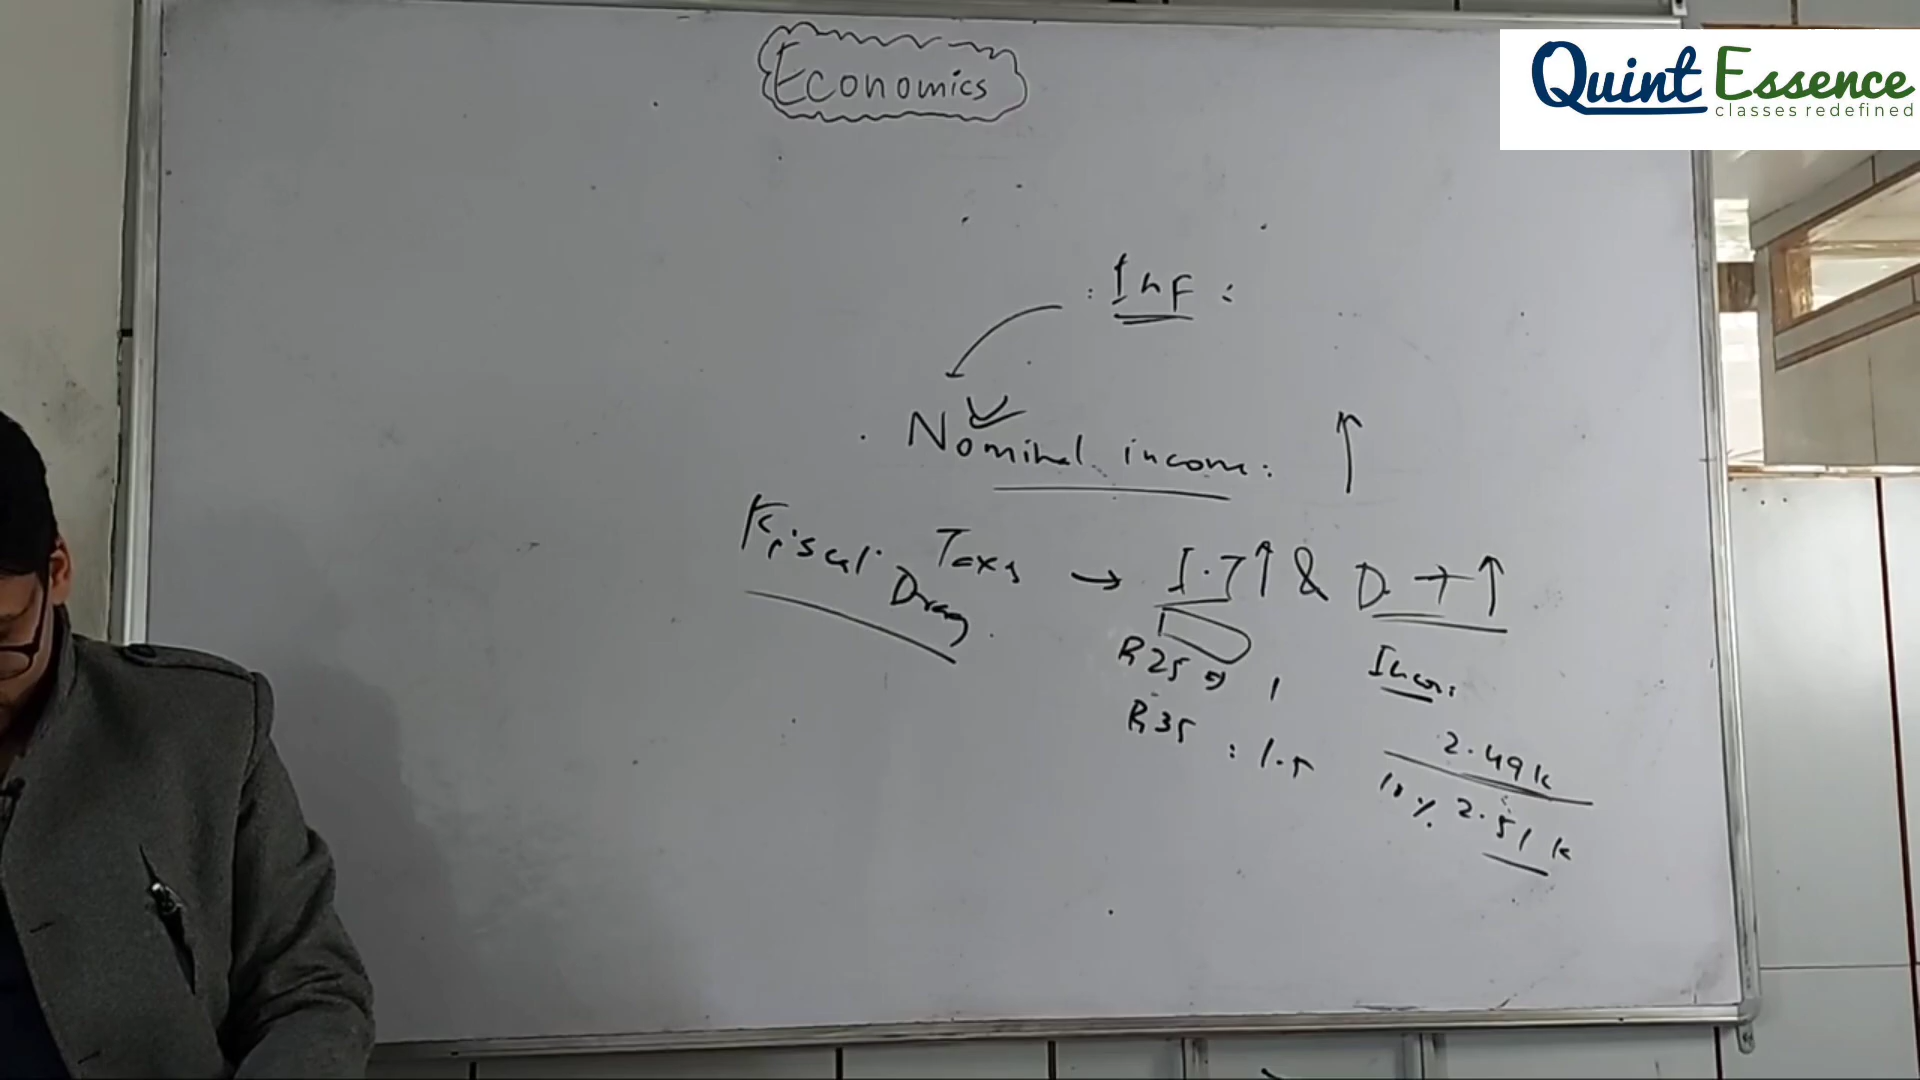 Economics
Quint Essence
classes redefined
: Inf :
Nominal income : ↑
Fiscal Drag
Taxs → I.T↑ & D T↑
R25 → 1
Incom
R35 : 1.5
2.49k
10% 2.51k